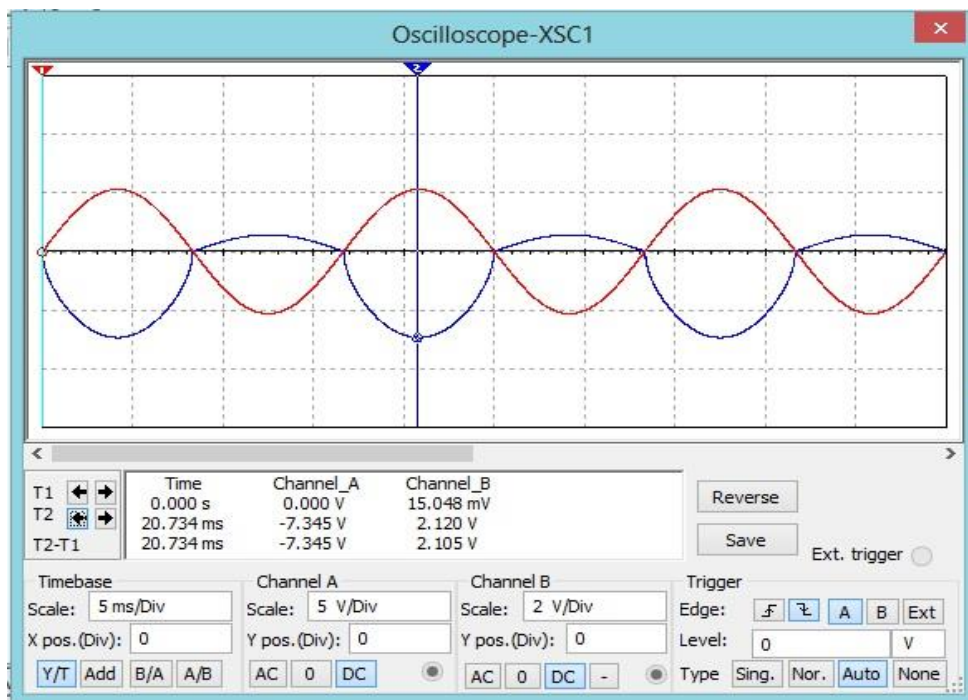 Oscilloscope-XSC1
×
1
2
Time Channel_A Channel_B
T1 0.000 s 0.000 V 15.048 mV
T2 20.734 ms -7.345 V 2.120 V
T2-T1 20.734 ms -7.345 V 2.105 V
Reverse
Save
Ext. trigger
Timebase
Scale: 5 ms/Div
X pos.(Div): 0
Y/T Add B/A A/B
Channel A
Scale: 5 V/Div
Y pos.(Div): 0
AC 0 DC
Channel B
Scale: 2 V/Div
Y pos.(Div): 0
AC 0 DC -
Trigger
Edge: A B Ext
Level: 0 V
Type Sing. Nor. Auto None